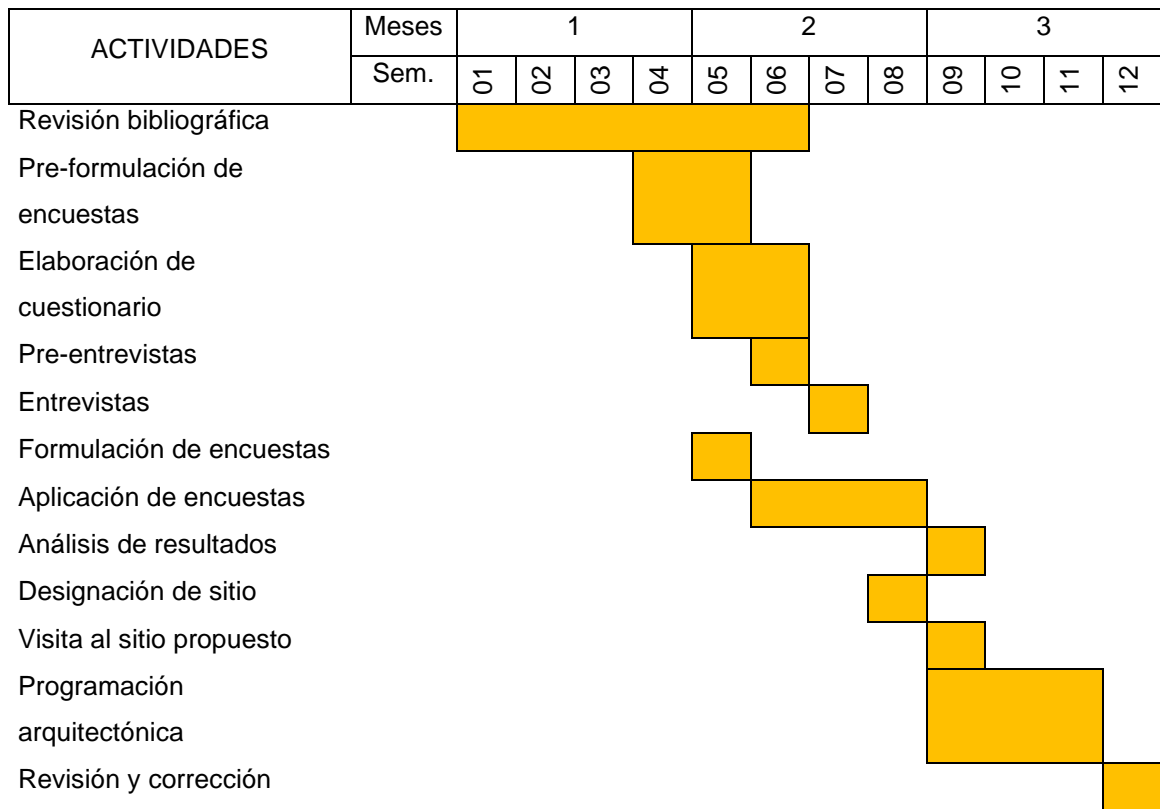 ACTIVIDADES Meses 1 2 3
Sem. 01 02 03 04 05 06 07 08 09 10 11 12
Revisión bibliográfica
Pre-formulación de
encuestas
Elaboración de
cuestionario
Pre-entrevistas
Entrevistas
Formulación de encuestas
Aplicación de encuestas
Análisis de resultados
Designación de sitio
Visita al sitio propuesto
Programación
arquitectónica
Revisión y corrección